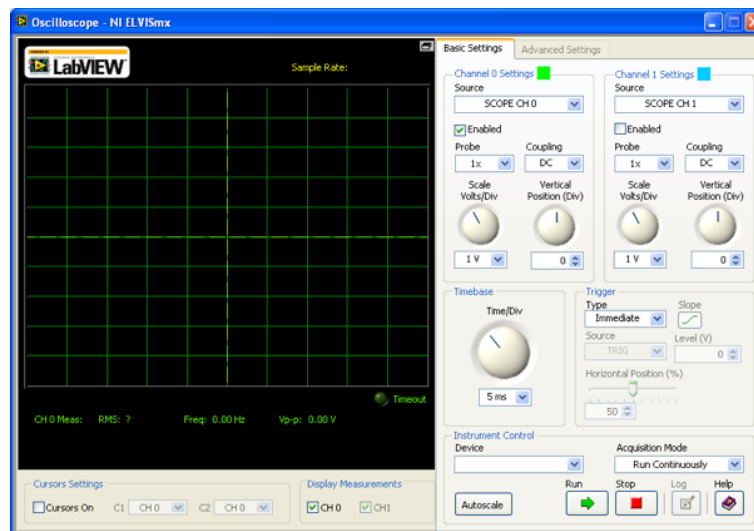 Oscilloscope - NI ELVISmx
POWERED BY
LabVIEW™
Sample Rate:
Timeout
CH 0 Meas: RMS: ? Freq: 0.00 Hz Vp-p: 0.00 V
Cursors Settings
Cursors On C1 CH 0 C2 CH 0
Display Measurements
CH 0 CH1
Basic Settings Advanced Settings
Channel 0 Settings
Source
SCOPE CH 0
Enabled
Probe Coupling
1x DC
Scale Vertical
Volts/Div Position (Div)
1 V 0
Channel 1 Settings
Source
SCOPE CH 1
Enabled
Probe Coupling
1x DC
Scale Vertical
Volts/Div Position (Div)
1 V 0
Timebase
Time/Div
5 ms
Trigger
Type Slope
Immediate
Source Level (V)
TRIG 0
Horizontal Position (%)
50
Instrument Control
Device Acquisition Mode
Run Continuously
Run Stop Log Help
Autoscale